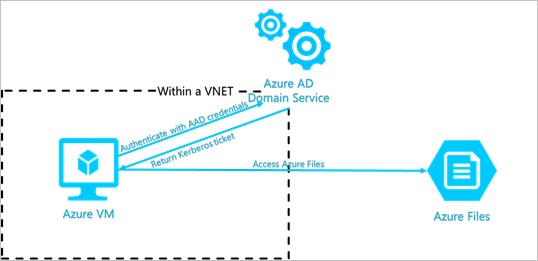 Azure AD
Domain Service
Within a VNET
Authenticate with AAD credentials
Return Kerberos ticket
Access Azure Files
Azure VM
Azure Files